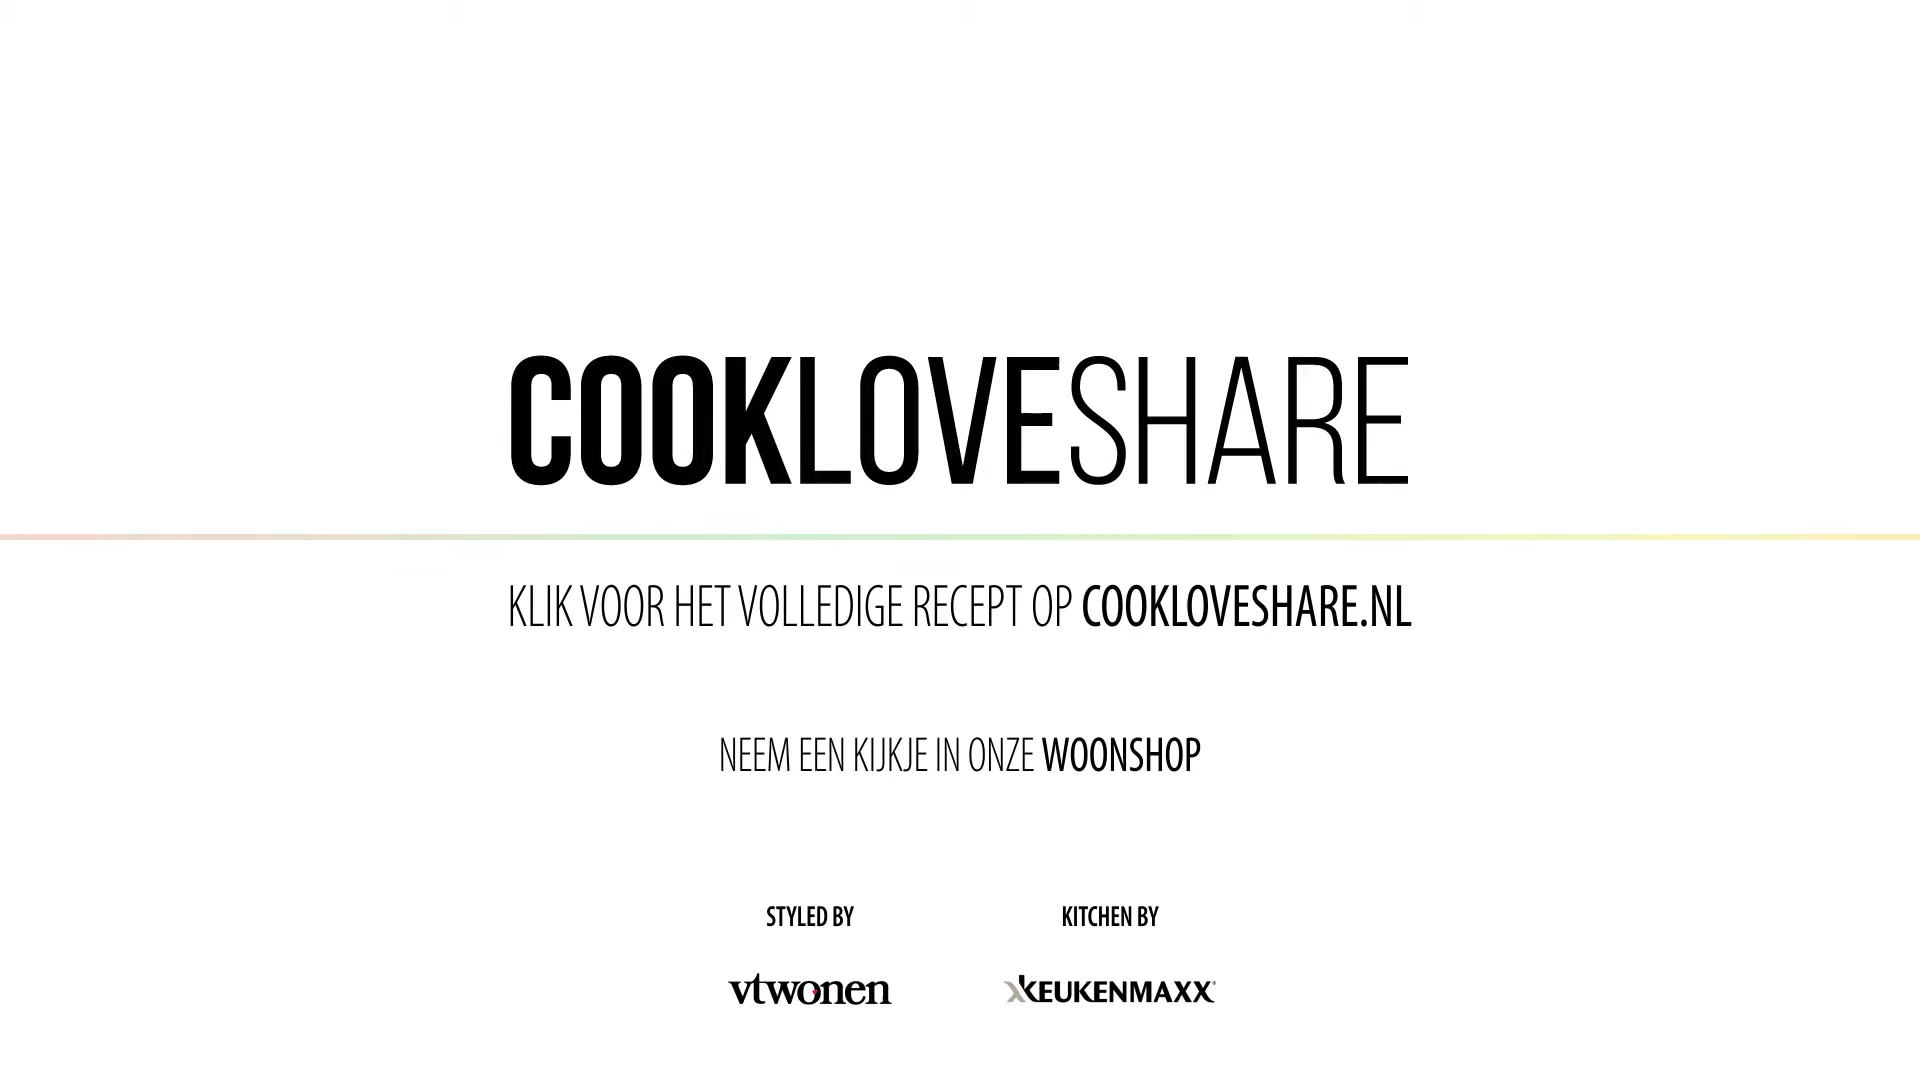 COOKLOVESHARE
KLIK VOOR HET VOLLEDIGE RECEPT OP COOKLOVESHARE.NL
NEEM EEN KIJKJE IN ONZE WOONSHOP
STYLED BY KITCHEN BY
vtwonen KEUKENMAXX